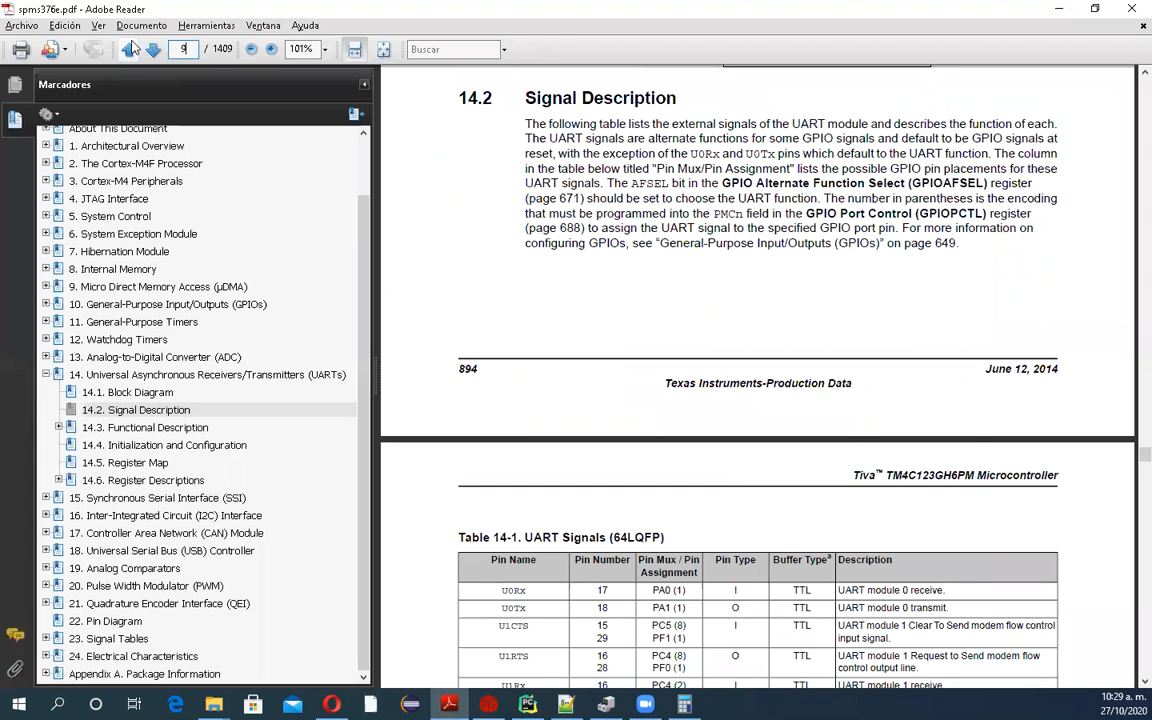 spms376e.pdf - Adobe Reader
Archivo Edición Ver Documento Herramientas Ventana Ayuda
9 / 1409 101% Buscar
Marcadores
About This Document
1. Architectural Overview
2. The Cortex-M4F Processor
3. Cortex-M4 Peripherals
4. JTAG Interface
5. System Control
6. System Exception Module
7. Hibernation Module
8. Internal Memory
9. Micro Direct Memory Access (μDMA)
10. General-Purpose Input/Outputs (GPIOs)
11. General-Purpose Timers
12. Watchdog Timers
13. Analog-to-Digital Converter (ADC)
14. Universal Asynchronous Receivers/Transmitters (UARTs)
14.1. Block Diagram
14.2. Signal Description
14.3. Functional Description
14.4. Initialization and Configuration
14.5. Register Map
14.6. Register Descriptions
15. Synchronous Serial Interface (SSI)
16. Inter-Integrated Circuit (I2C) Interface
17. Controller Area Network (CAN) Module
18. Universal Serial Bus (USB) Controller
19. Analog Comparators
20. Pulse Width Modulator (PWM)
21. Quadrature Encoder Interface (QEI)
22. Pin Diagram
23. Signal Tables
24. Electrical Characteristics
Appendix A. Package Information
14.2 Signal Description
The following table lists the external signals of the UART module and describes the function of each.
The UART signals are alternate functions for some GPIO signals and default to be GPIO signals at
reset, with the exception of the U0Rx and U0Tx pins which default to the UART function. The column
in the table below titled "Pin Mux/Pin Assignment" lists the possible GPIO pin placements for these
UART signals. The AFSEL bit in the GPIO Alternate Function Select (GPIOAFSEL) register
(page 671) should be set to choose the UART function. The number in parentheses is the encoding
that must be programmed into the PMCn field in the GPIO Port Control (GPIOPCTL) register
(page 688) to assign the UART signal to the specified GPIO port pin. For more information on
configuring GPIOs, see “General-Purpose Input/Outputs (GPIOs)” on page 649.
894 June 12, 2014
Texas Instruments-Production Data
Tiva™ TM4C123GH6PM Microcontroller
Table 14-1. UART Signals (64LQFP)
Pin Name Pin Number Pin Mux / Pin Assignment Pin Type Buffer Typeᵃ Description
U0Rx 17 PA0 (1) I TTL UART module 0 receive.
U0Tx 18 PA1 (1) O TTL UART module 0 transmit.
U1CTS 15 PC5 (8) I TTL UART module 1 Clear To Send modem flow control
29 PF1 (1) input signal.
U1RTS 16 PC4 (8) O TTL UART module 1 Request to Send modem flow
28 PF0 (1) control output line.
U1Rx 16 PC4 (2) I TTL UART module 1 receive.
10:29 a. m.
27/10/2020